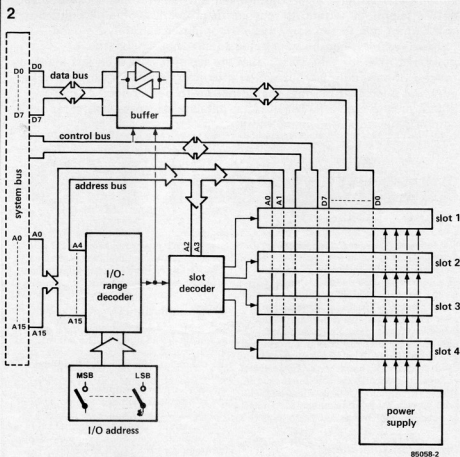 2
D0
D7
D0
D7
data bus
buffer
control bus
system bus
address bus
A0
A15
A0
A15
A4
A15
I/O-
range
decoder
A2
A3
slot
decoder
A0
A1
D7
D0
slot 1
slot 2
slot 3
slot 4
MSB
LSB
I/O address
power
supply
85058-2